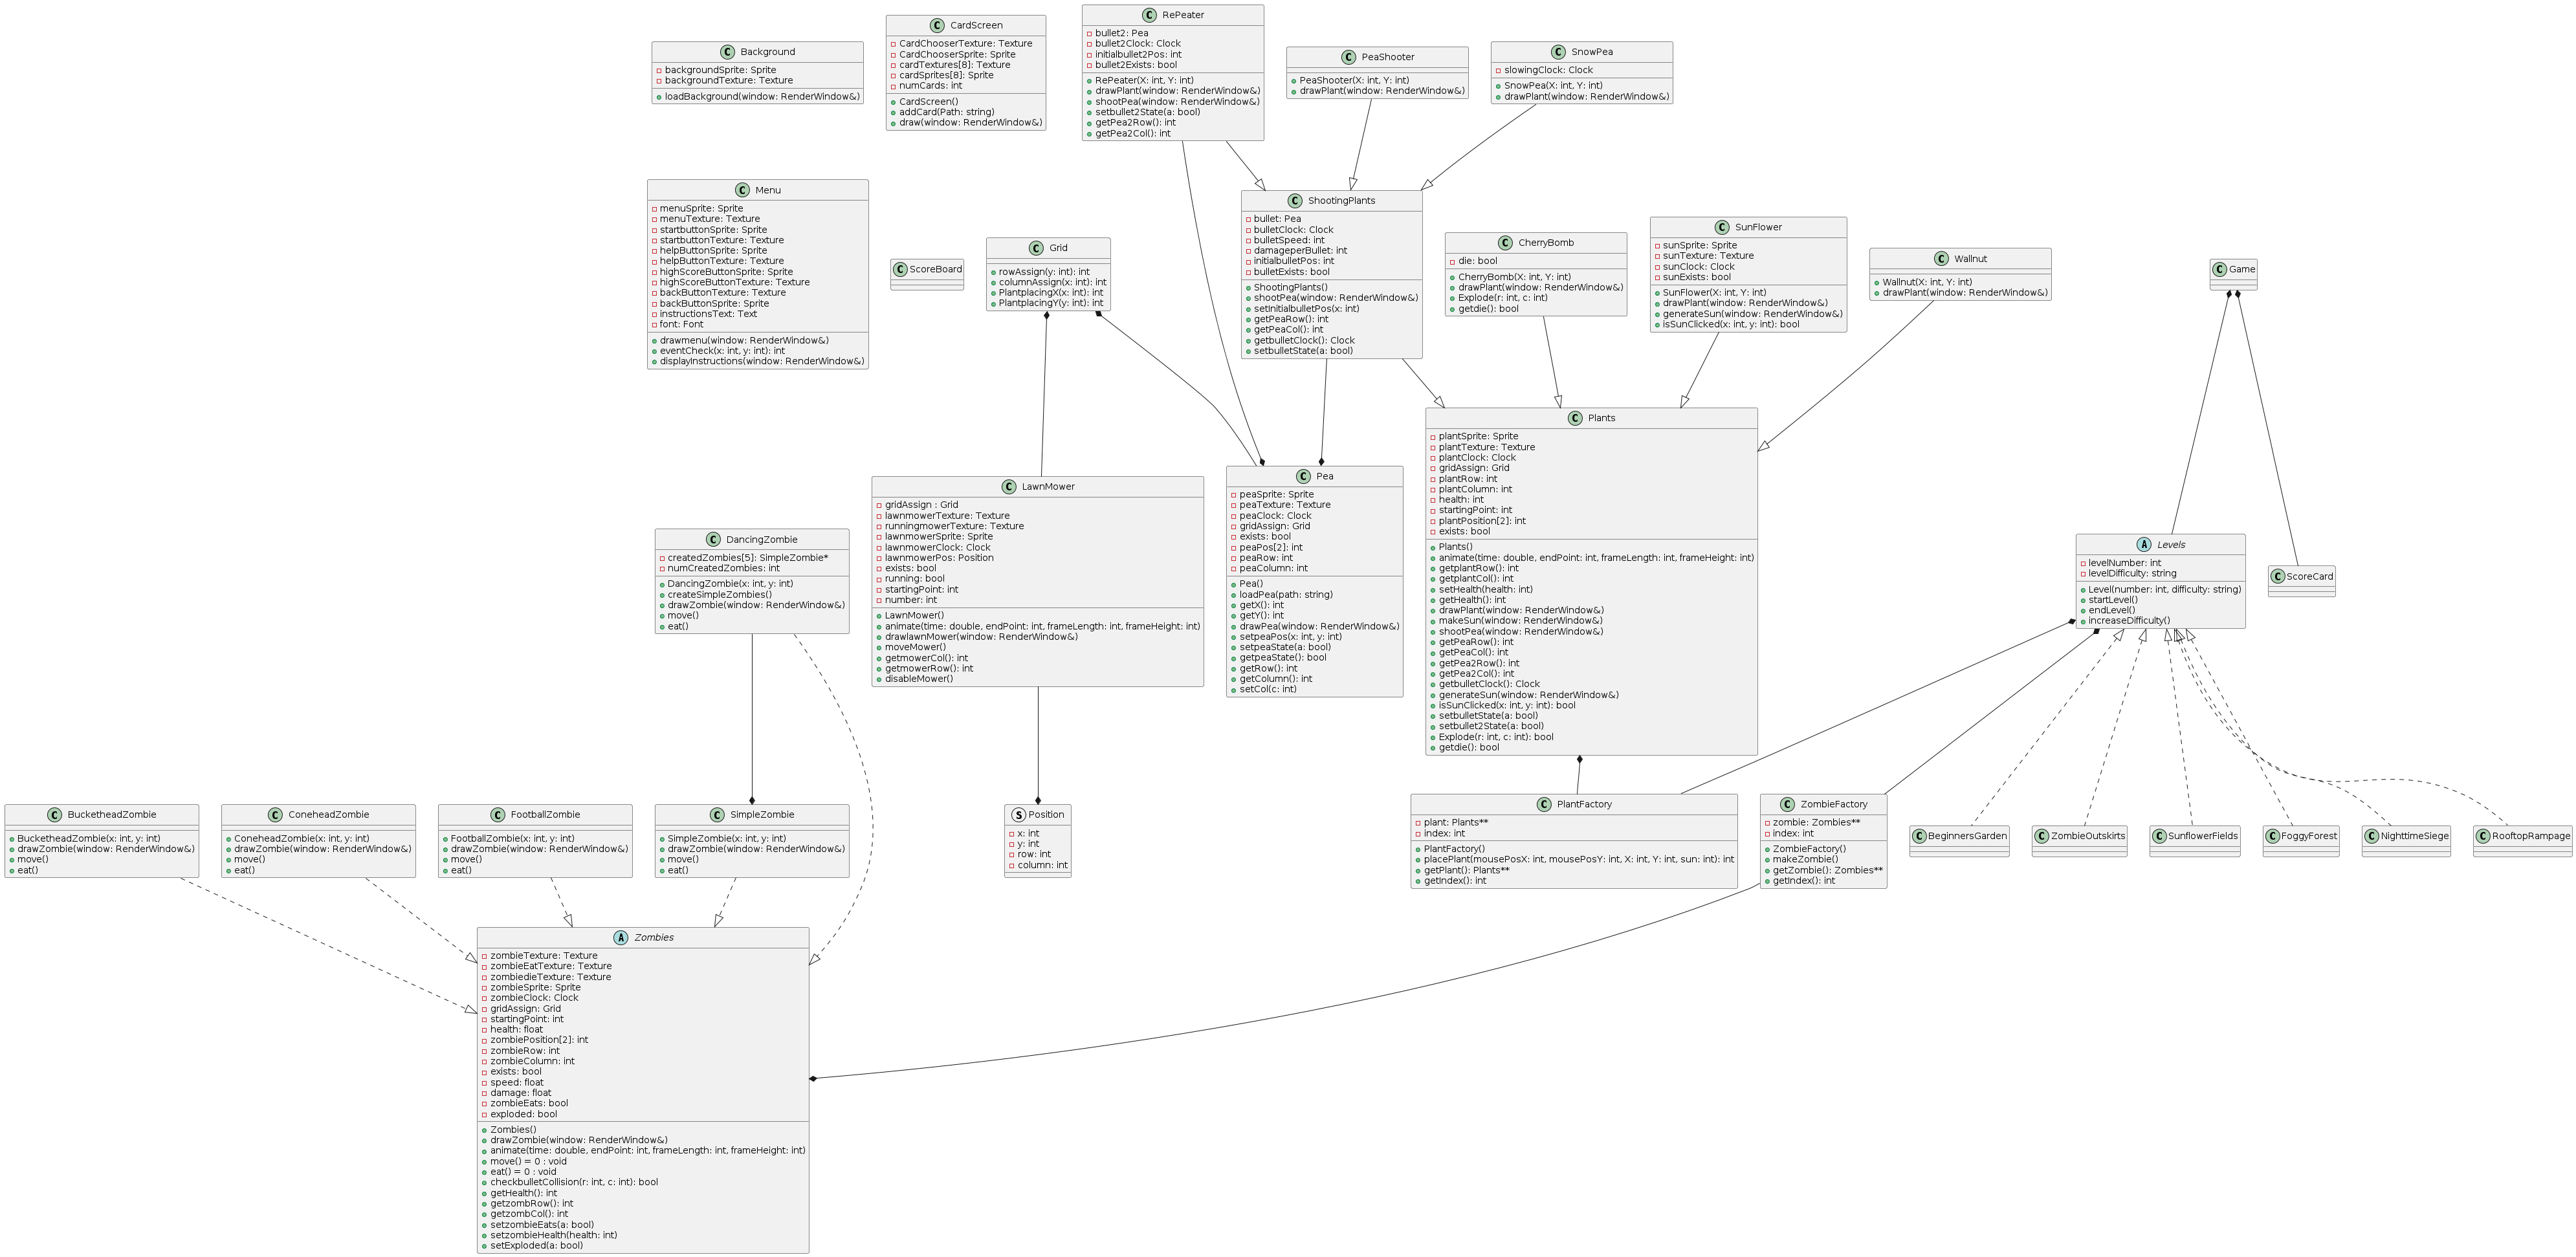 Background
backgroundSprite: Sprite
backgroundTexture: Texture
loadBackground(window: RenderWindow&)
CardScreen
CardChooserTexture: Texture
CardChooserSprite: Sprite
cardTextures[8]: Texture
cardSprites[8]: Sprite
numCards: int
CardScreen()
addCard(Path: string)
draw(window: RenderWindow&)
RePeater
bullet2: Pea
bullet2Clock: Clock
initialbullet2Pos: int
bullet2Exists: bool
RePeater(X: int, Y: int)
drawPlant(window: RenderWindow&)
shootPea(window: RenderWindow&)
setbullet2State(a: bool)
getPea2Row(): int
getPea2Col(): int
PeaShooter
PeaShooter(X: int, Y: int)
drawPlant(window: RenderWindow&)
SnowPea
slowingClock: Clock
SnowPea(X: int, Y: int)
drawPlant(window: RenderWindow&)
Menu
menuSprite: Sprite
menuTexture: Texture
startbuttonSprite: Sprite
startbuttonTexture: Texture
helpButtonSprite: Sprite
helpButtonTexture: Texture
highScoreButtonSprite: Sprite
highScoreButtonTexture: Texture
backButtonTexture: Texture
backButtonSprite: Sprite
instructionsText: Text
font: Font
drawmenu(window: RenderWindow&)
eventCheck(x: int, y: int): int
displayInstructions(window: RenderWindow&)
ScoreBoard
Grid
rowAssign(y: int): int
columnAssign(x: int): int
PlantplacingX(x: int): int
PlantplacingY(y: int): int
ShootingPlants
bullet: Pea
bulletClock: Clock
bulletSpeed: int
damageperBullet: int
initialbulletPos: int
bulletExists: bool
ShootingPlants()
shootPea(window: RenderWindow&)
setInitialbulletPos(x: int)
getPeaRow(): int
getPeaCol(): int
getbulletClock(): Clock
setbulletState(a: bool)
CherryBomb
die: bool
CherryBomb(X: int, Y: int)
drawPlant(window: RenderWindow&)
Explode(r: int, c: int)
getdie(): bool
SunFlower
sunSprite: Sprite
sunTexture: Texture
sunClock: Clock
sunExists: bool
SunFlower(X: int, Y: int)
drawPlant(window: RenderWindow&)
generateSun(window: RenderWindow&)
isSunClicked(x: int, y: int): bool
Wallnut
Wallnut(X: int, Y: int)
drawPlant(window: RenderWindow&)
Game
LawnMower
gridAssign : Grid
lawnmowerTexture: Texture
runningmowerTexture: Texture
lawnmowerSprite: Sprite
lawnmowerClock: Clock
lawnmowerPos: Position
exists: bool
running: bool
startingPoint: int
number: int
LawnMower()
animate(time: double, endPoint: int, frameLength: int, frameHeight: int)
drawlawnMower(window: RenderWindow&)
moveMower()
getmowerCol(): int
getmowerRow(): int
disableMower()
Pea
peaSprite: Sprite
peaTexture: Texture
peaClock: Clock
gridAssign: Grid
exists: bool
peaPos[2]: int
peaRow: int
peaColumn: int
Pea()
loadPea(path: string)
getX(): int
getY(): int
drawPea(window: RenderWindow&)
setpeaPos(x: int, y: int)
setpeaState(a: bool)
getpeaState(): bool
getRow(): int
getColumn(): int
setCol(c: int)
Plants
plantSprite: Sprite
plantTexture: Texture
plantClock: Clock
gridAssign: Grid
plantRow: int
plantColumn: int
health: int
startingPoint: int
plantPosition[2]: int
exists: bool
Plants()
animate(time: double, endPoint: int, frameLength: int, frameHeight: int)
getplantRow(): int
getplantCol(): int
setHealth(health: int)
getHealth(): int
drawPlant(window: RenderWindow&)
makeSun(window: RenderWindow&)
shootPea(window: RenderWindow&)
getPeaRow(): int
getPeaCol(): int
getPea2Row(): int
getPea2Col(): int
getbulletClock(): Clock
generateSun(window: RenderWindow&)
isSunClicked(x: int, y: int): bool
setbulletState(a: bool)
setbullet2State(a: bool)
Explode(r: int, c: int): bool
getdie(): bool
Levels
levelNumber: int
levelDifficulty: string
Level(number: int, difficulty: string)
startLevel()
endLevel()
increaseDifficulty()
ScoreCard
DancingZombie
createdZombies[5]: SimpleZombie*
numCreatedZombies: int
DancingZombie(x: int, y: int)
createSimpleZombies()
drawZombie(window: RenderWindow&)
move()
eat()
BucketheadZombie
BucketheadZombie(x: int, y: int)
drawZombie(window: RenderWindow&)
move()
eat()
ConeheadZombie
ConeheadZombie(x: int, y: int)
drawZombie(window: RenderWindow&)
move()
eat()
FootballZombie
FootballZombie(x: int, y: int)
drawZombie(window: RenderWindow&)
move()
eat()
SimpleZombie
SimpleZombie(x: int, y: int)
drawZombie(window: RenderWindow&)
move()
eat()
Position
x: int
y: int
row: int
column: int
PlantFactory
plant: Plants**
index: int
PlantFactory()
placePlant(mousePosX: int, mousePosY: int, X: int, Y: int, sun: int): int
getPlant(): Plants**
getIndex(): int
ZombieFactory
zombie: Zombies**
index: int
ZombieFactory()
makeZombie()
getZombie(): Zombies**
getIndex(): int
BeginnersGarden
ZombieOutskirts
SunflowerFields
FoggyForest
NighttimeSiege
RooftopRampage
Zombies
zombieTexture: Texture
zombieEatTexture: Texture
zombiedieTexture: Texture
zombieSprite: Sprite
zombieClock: Clock
gridAssign: Grid
startingPoint: int
health: float
zombiePosition[2]: int
zombieRow: int
zombieColumn: int
exists: bool
speed: float
damage: float
zombieEats: bool
exploded: bool
Zombies()
drawZombie(window: RenderWindow&)
animate(time: double, endPoint: int, frameLength: int, frameHeight: int)
move() = 0 : void
eat() = 0 : void
checkbulletCollision(r: int, c: int): bool
getHealth(): int
getzombRow(): int
getzombCol(): int
setzombieEats(a: bool)
setzombieHealth(health: int)
setExploded(a: bool)